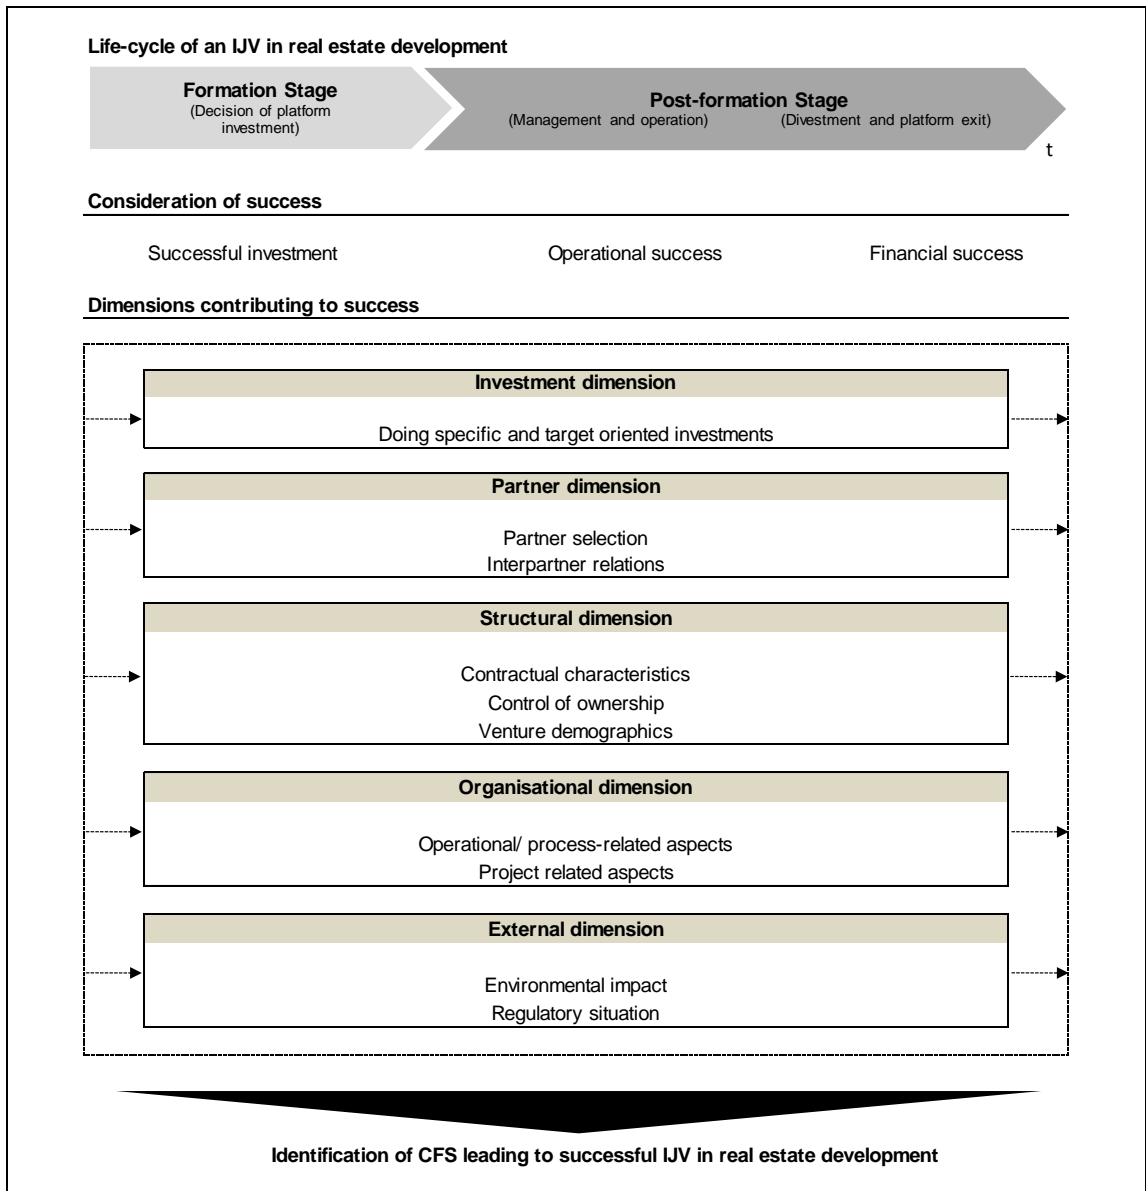 Life-cycle of an IJV in real estate development
Formation Stage
(Decision of platform
investment)
Post-formation Stage
(Management and operation) (Divestment and platform exit)
t
Consideration of success
Successful investment Operational success Financial success
Dimensions contributing to success
Investment dimension
Doing specific and target oriented investments
Partner dimension
Partner selection
Interpartner relations
Structural dimension
Contractual characteristics
Control of ownership
Venture demographics
Organisational dimension
Operational/ process-related aspects
Project related aspects
External dimension
Environmental impact
Regulatory situation
Identification of CFS leading to successful IJV in real estate development